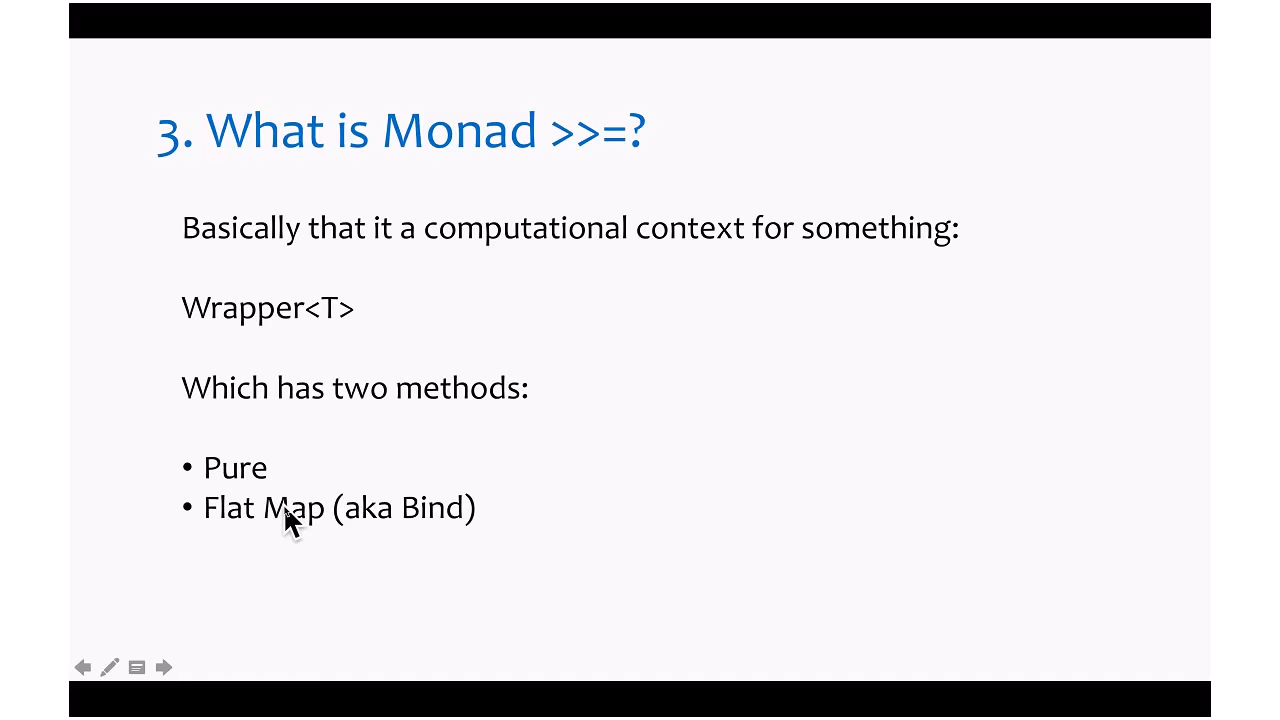 3. What is Monad >>=?
Basically that it a computational context for something:
Wrapper<T>
Which has two methods:
• Pure
• Flat Map (aka Bind)